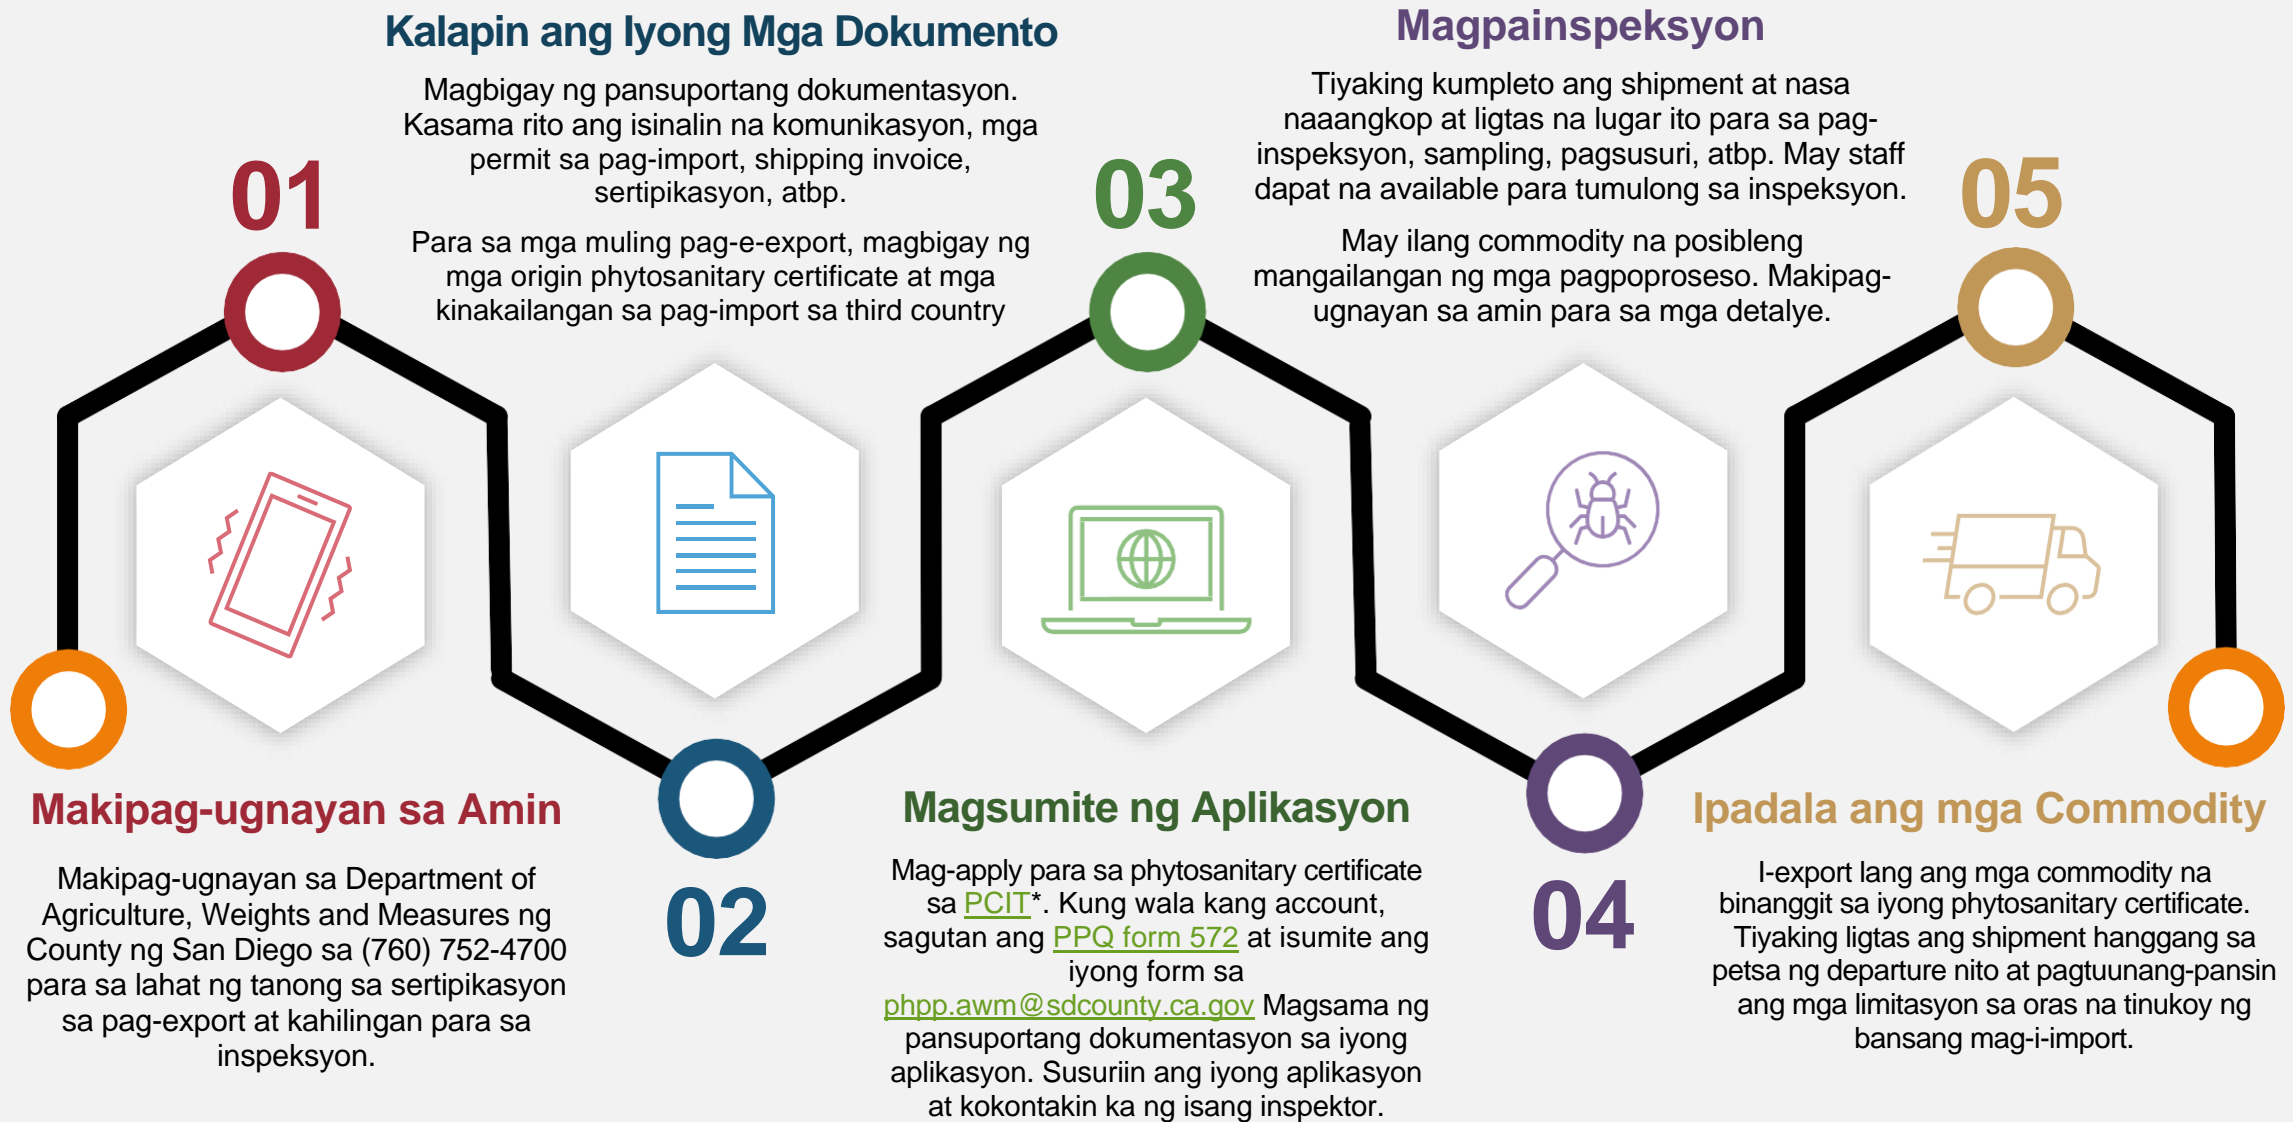 01
Makipag-ugnayan sa Amin
Makipag-ugnayan sa Department of
Agriculture, Weights and Measures ng
County ng San Diego sa (760) 752-4700
para sa lahat ng tanong sa sertipikasyon
sa pag-export at kahilingan para sa
inspeksyon.
Kalapin ang Iyong Mga Dokumento
Magbigay ng pansuportang dokumentasyon.
Kasama rito ang isinalin na komunikasyon, mga
permit sa pag-import, shipping invoice,
sertipikasyon, atbp.
Para sa mga muling pag-e-export, magbigay ng
mga origin phytosanitary certificate at mga
kinakailangan sa pag-import sa third country
02
03
Magsumite ng Aplikasyon
Mag-apply para sa phytosanitary certificate
sa PCIT*. Kung wala kang account,
sagutan ang PPQ form 572 at isumite ang
iyong form sa
phpp.awm@sdcounty.ca.gov Magsama ng
pansuportang dokumentasyon sa iyong
aplikasyon. Susuriin ang iyong aplikasyon
at kokontakin ka ng isang inspektor.
Magpainspeksyon
Tiyaking kumpleto ang shipment at nasa
naaangkop at ligtas na lugar ito para sa pag-
inspeksyon, sampling, pagsusuri, atbp. May staff
dapat na available para tumulong sa inspeksyon.
May ilang commodity na posibleng
mangailangan ng mga pagpoproseso. Makipag-
ugnayan sa amin para sa mga detalye.
04
05
Ipadala ang mga Commodity
I-export lang ang mga commodity na
binanggit sa iyong phytosanitary certificate.
Tiyaking ligtas ang shipment hanggang sa
petsa ng departure nito at pagtuunang-pansin
ang mga limitasyon sa oras na tinukoy ng
bansang mag-i-import.